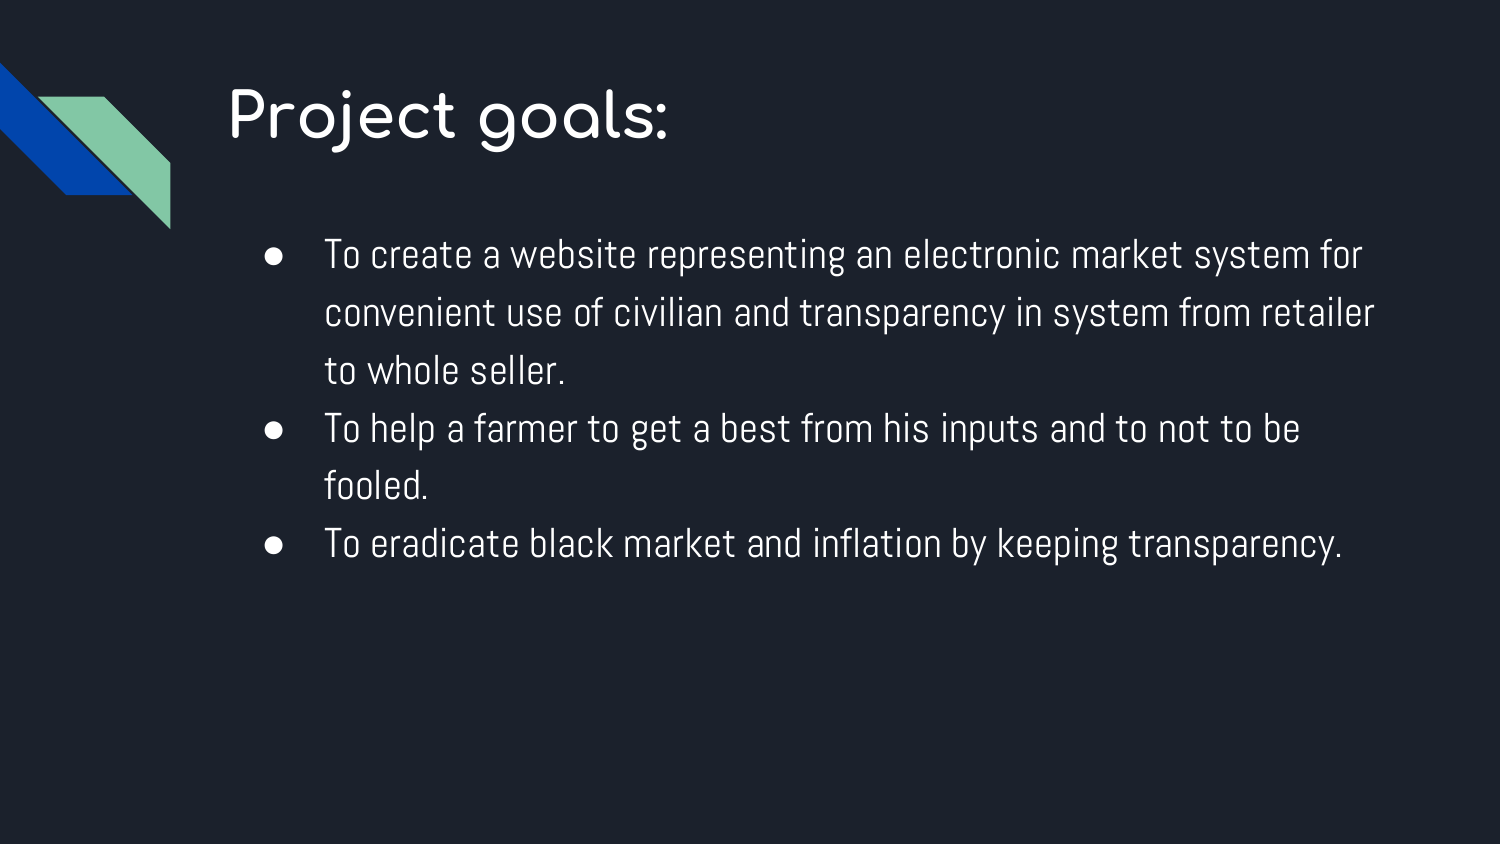 Project goals:
● To create a website representing an electronic market system for
convenient use of civilian and transparency in system from retailer
to whole seller.
● To help a farmer to get a best from his inputs and to not to be
fooled.
● To eradicate black market and inflation by keeping transparency.